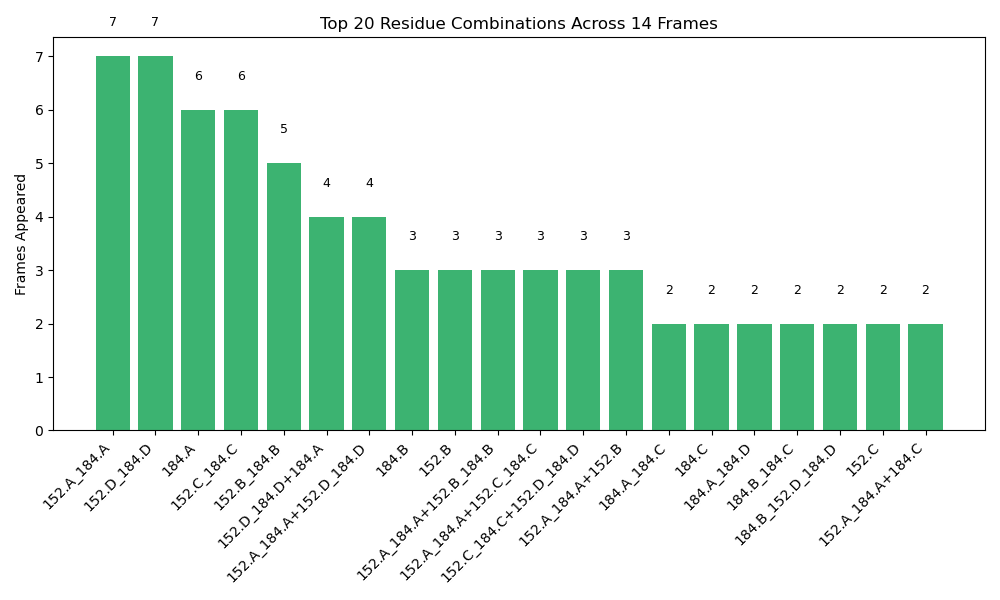 Top 20 Residue Combinations Across 14 Frames
Frames Appeared
7
6
5
4
3
2
1
0
7
7
6
6
5
4
4
3
3
3
3
3
3
2
2
2
2
2
2
2
152.A_184.A
152.D_184.D
184.A
152.C_184.C
152.B_184.B
152.D_184.D+184.A
152.A_184.A+152.D_184.D
184.B
152.B
152.A_184.A+152.B_184.B
152.A_184.A+152.C_184.C
152.C_184.C+152.D_184.D
152.A_184.A+152.B
184.A_184.C
184.C
184.A_184.D
184.B_184.C
184.B_152.D_184.D
152.C
152.A_184.A+184.C